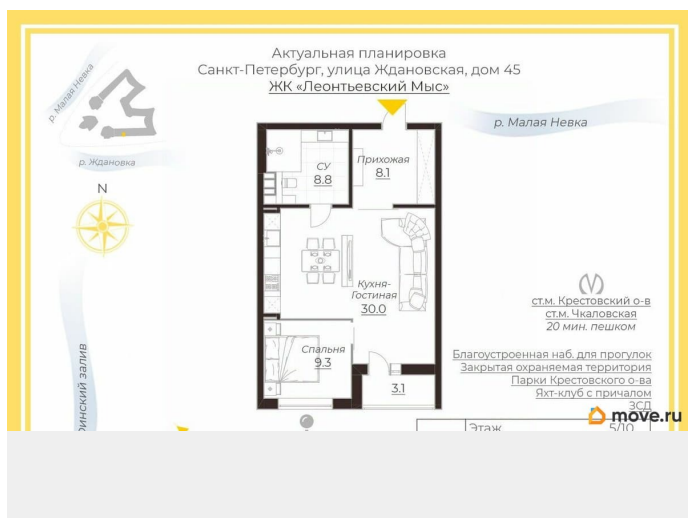 Актуальная планировка
Санкт-Петербург, улица Ждановская, дом 45
ЖК «Леонтьевский Мыс»
р. Малая Невка
р. Ждановка
N
р. Малая Невка
СУ
8.8
Прихожая
8.1
Кухня-
Гостиная
30.0
Спальня
9.3
3.1
ст.м. Крестовский о-в
ст.м. Чкаловская
20 мин. пешком
Благоустроенная наб. для прогулок
Закрытая охраняемая территория
Парки Крестовского о-ва
Яхт-клуб с причалом
ЗСД
залив
Этаж 5/10
move.ru